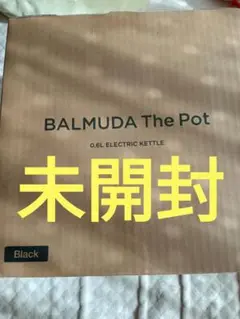 BALMUDA The Pot
0.6L ELECTRIC KETTLE
未開封
Black